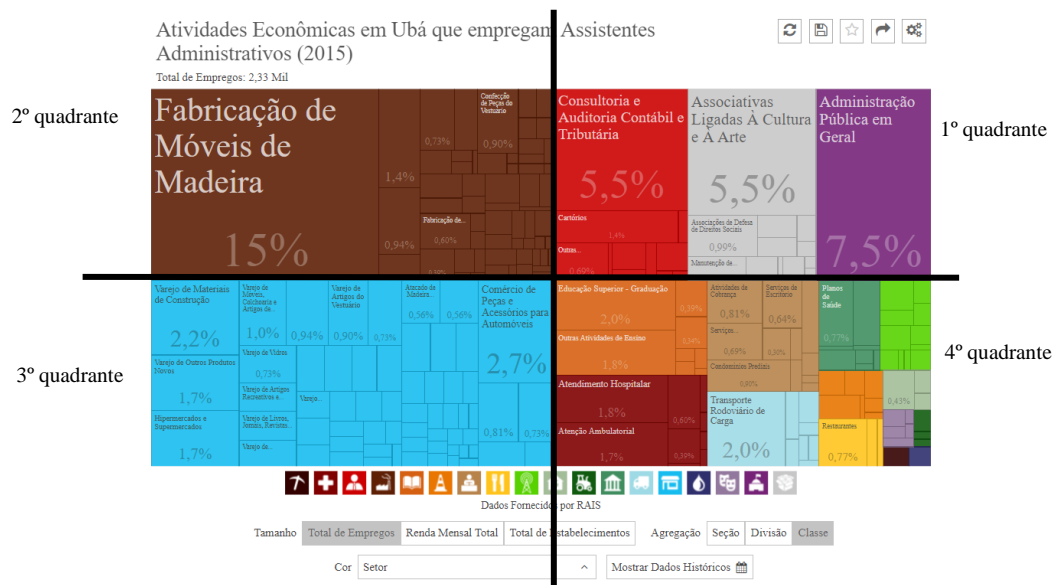 Atividades Econômicas em Ubá que empregam Assistentes
Administrativos (2015)
Total de Empregos: 2,33 Mil
2º quadrante
1º quadrante
Fabricação de
Móveis de
Madeira
15%
1,4%
0,94%
0,73%
Confecção
de Peças do
Vestuário
0,90%
Fabricação de...
0,60%
Consultoria e
Auditoria Contábil e
Tributária
5,5%
Cartórios
1,4%
Outras...
0,69%
Associativas
Ligadas À Cultura
e À Arte
5,5%
Associações de Defesa
de Direitos Sociais
0,99%
Manutenção de...
Administração
Pública em
Geral
7,5%
3º quadrante
4º quadrante
Varejo de Materiais
de Construção
2,2%
Varejo de Outros Produtos
Novos
1,7%
Hipermercados e
Supermercados
1,7%
Varejo de
Móveis,
Colchoaria e
Artigos de...
1,0%
0,94%
Varejo de
Artigos do
Vestuário
0,90%
0,73%
Varejo de Vidros
0,73%
Varejo de Artigos
Recreativos e...
Varejo de Livros,
Jornais, Revistas...
Varejo de...
Varejo...
Atacado de
Madeira...
0,56%
0,56%
Comércio de
Peças e
Acessórios para
Automóveis
2,7%
0,81%
0,73%
Educação Superior - Graduação
2,0%
0,39%
Outras Atividades de Ensino
1,8%
0,34%
Atendimento Hospitalar
1,8%
0,60%
Atenção Ambulatorial
1,7%
0,39%
Atividades de
Cobrança
0,81%
Serviços de
Escritório
0,64%
Serviços...
0,69%
0,30%
Condomínios Prediais
Transporte
Rodoviário de
Carga
2,0%
Planos
de
Saúde
0,77%
0,43%
Restaurantes
0,77%
Dados Fornecidos por RAIS
Tamanho Total de Empregos Renda Mensal Total Total de Estabelecimentos Agregação Seção Divisão Classe
Cor Setor Mostrar Dados Históricos